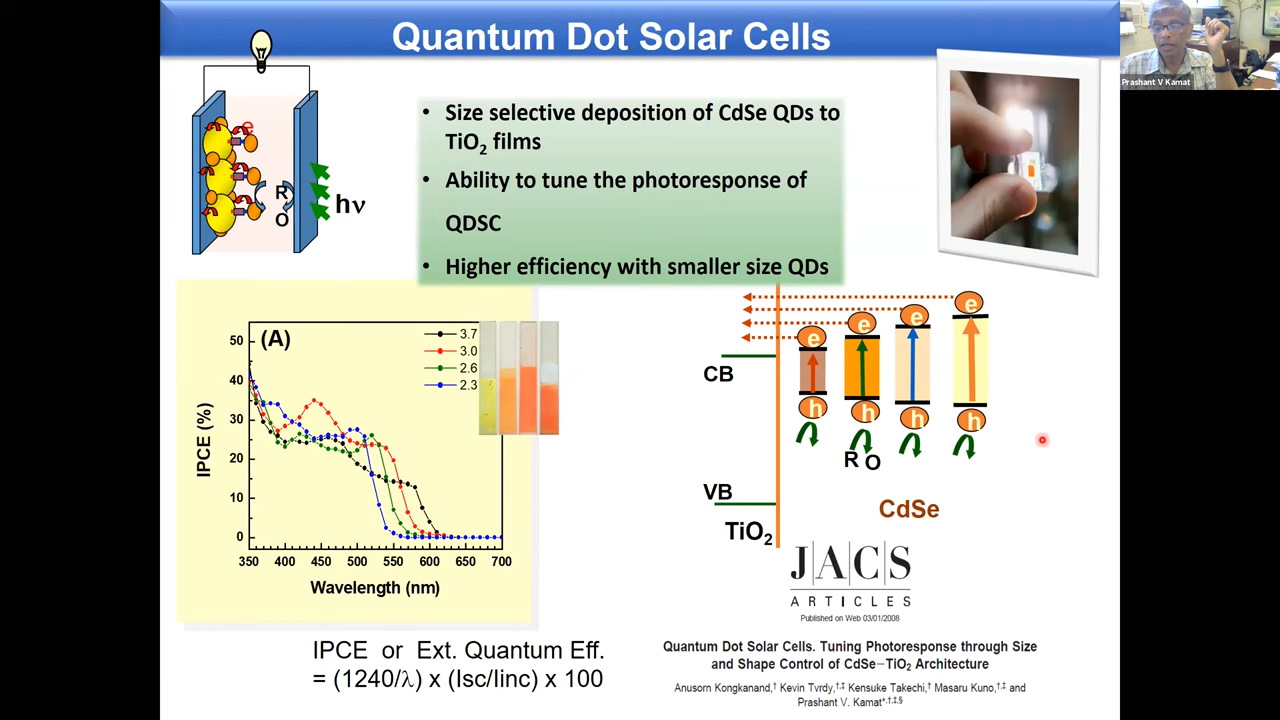 Quantum Dot Solar Cells
Prashant V Kamat
e
R
O
hν
• Size selective deposition of CdSe QDs to
TiO2 films
• Ability to tune the photoresponse of
QDSC
• Higher efficiency with smaller size QDs
(A)
3.7
3.0
2.6
2.3
50
40
30
20
10
0
IPCE (%)
350 400 450 500 550 600 650 700
Wavelength (nm)
IPCE or Ext. Quantum Eff.
= (1240/λ) x (Isc/Iinc) x 100
e e e e
CB
h h h h
R O
VB
TiO2
CdSe
JACS
ARTICLES
Published on Web 03/01/2008
Quantum Dot Solar Cells. Tuning Photoresponse through Size
and Shape Control of CdSe−TiO2 Architecture
Anusorn Kongkanand,† Kevin Tvrdy,†,‡ Kensuke Takechi,† Masaru Kuno,†,‡ and
Prashant V. Kamat*,†,‡,§